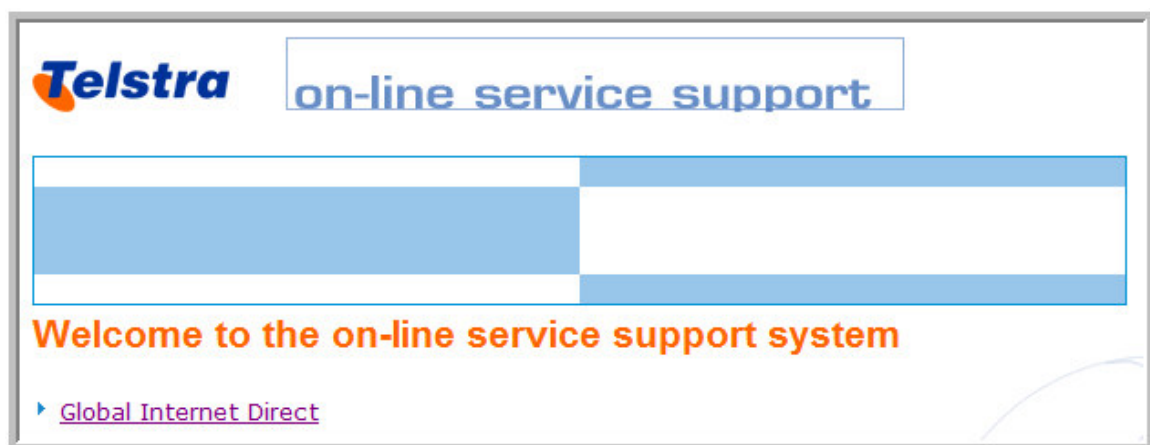 Telstra
on-line service support
Welcome to the on-line service support system
Global Internet Direct